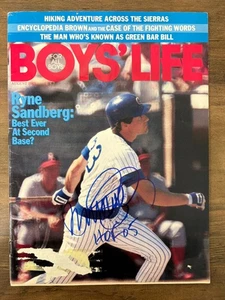 HIKING ADVENTURE ACROSS THE SIERRAS
ENCYCLOPEDIA BROWN AND THE CASE OF THE FIGHTING WORDS
THE MAN WHO'S KNOWN AS GREEN BAR BILL
BOYS' LIFE
Ryne
Sandberg:
Best Ever
At Second
Base?
23
HOF 05